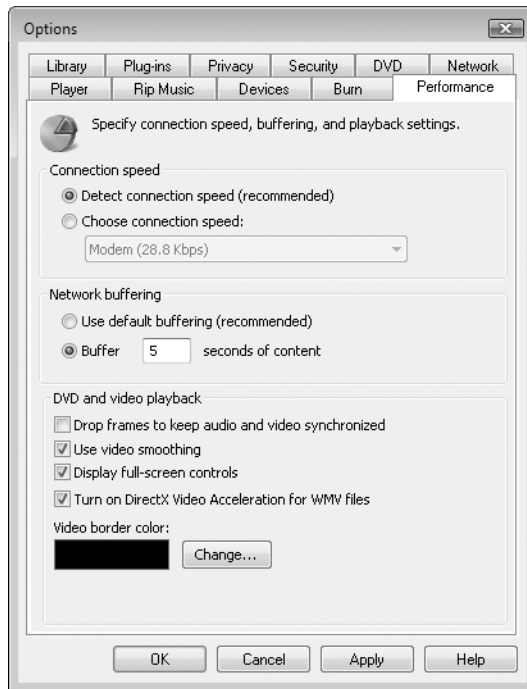 Options
Library Plug-ins Privacy Security DVD Network
Player Rip Music Devices Burn Performance
Specify connection speed, buffering, and playback settings.
Connection speed
Detect connection speed (recommended)
Choose connection speed:
Modem (28.8 Kbps)
Network buffering
Use default buffering (recommended)
Buffer 5 seconds of content
DVD and video playback
Drop frames to keep audio and video synchronized
Use video smoothing
Display full-screen controls
Turn on DirectX Video Acceleration for WMV files
Video border color:
Change...
OK Cancel Apply Help